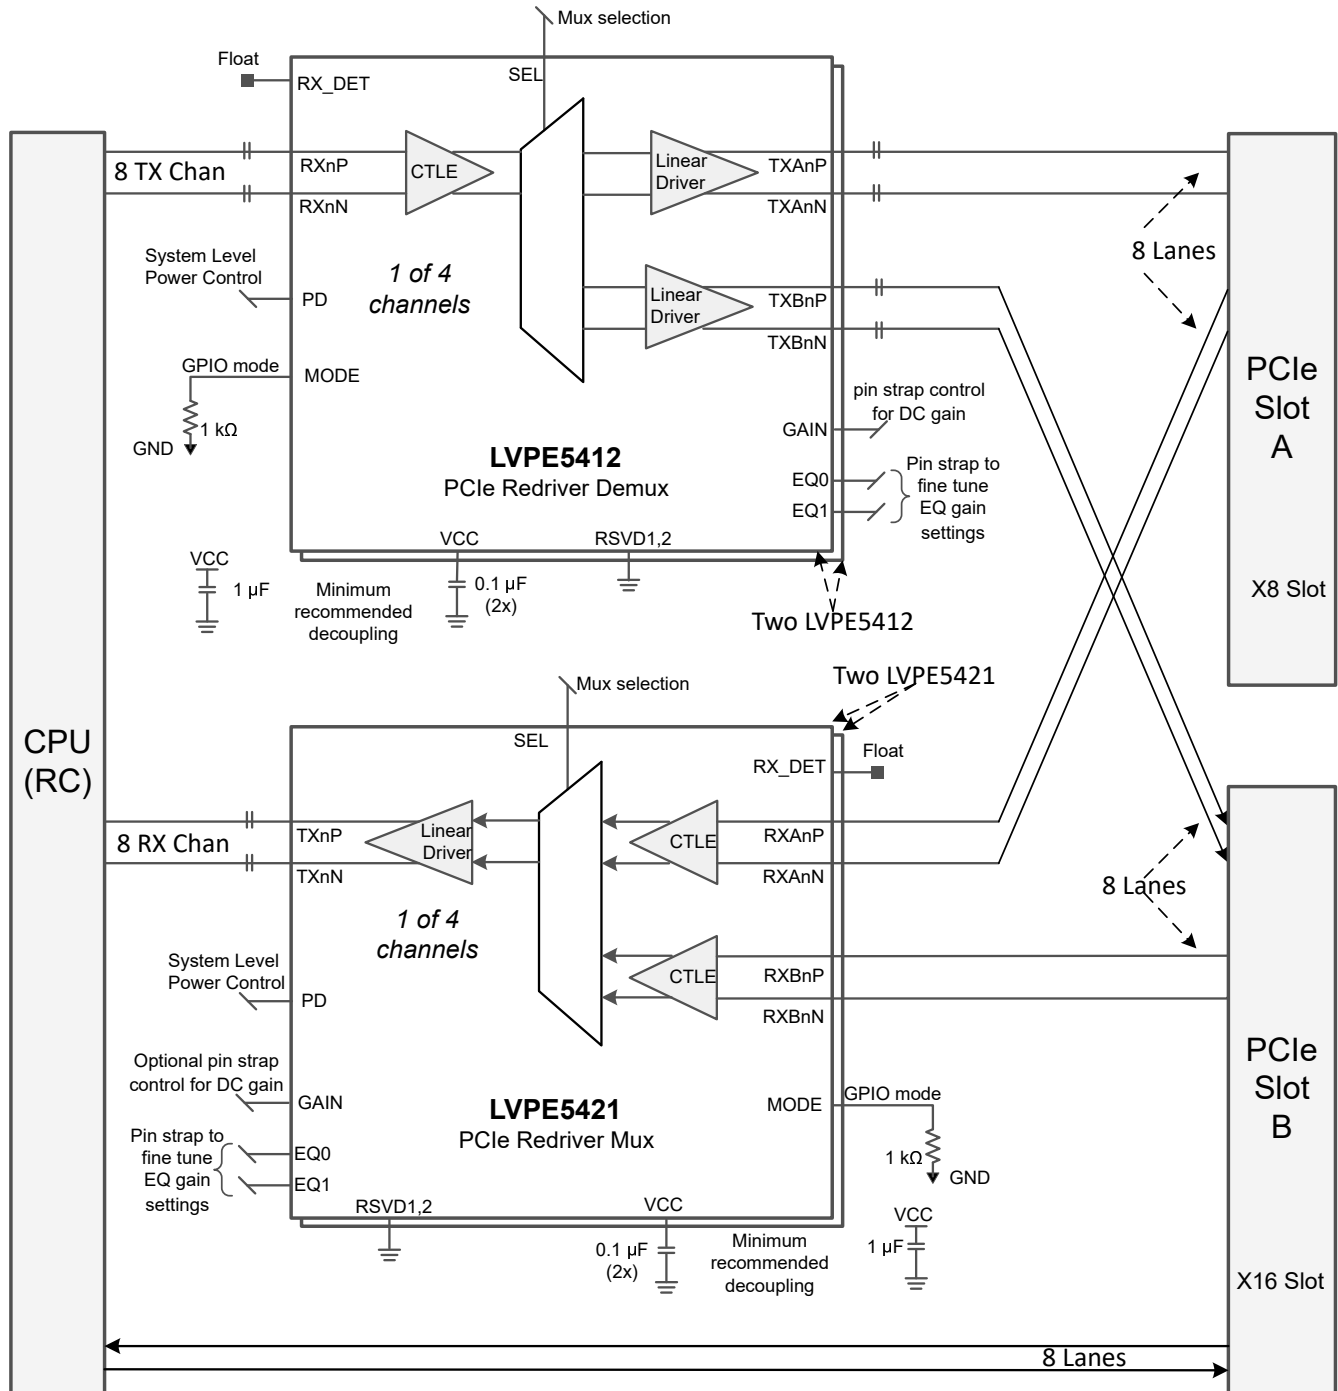 Mux selection
Float
SEL
RX_DET
8 TX Chan
RXnP
RXnN
CTLE
Linear
Driver
TXAnP
TXAnN
8 Lanes
System Level
Power Control
PD
1 of 4
channels
Linear
Driver
TXBnP
TXBnN
GPIO mode
MODE
1 kΩ
GND
pin strap control
for DC gain
GAIN
LVPE5412
PCIe Redriver Demux
EQ0
EQ1
Pin strap to
fine tune
EQ gain
settings
PCIe
Slot
A
X8 Slot
VCC
RSVD1,2
VCC
1 µF
Minimum
recommended
decoupling
0.1 µF
(2x)
Two LVPE5412
Two LVPE5421
Mux selection
SEL
Float
RX_DET
CPU
(RC)
8 RX Chan
TXnP
TXnN
Linear
Driver
CTLE
RXAnP
RXAnN
8 Lanes
1 of 4
channels
CTLE
RXBnP
RXBnN
System Level
Power Control
PD
Optional pin strap
control for DC gain
GAIN
LVPE5421
PCIe Redriver Mux
MODE
GPIO mode
1 kΩ
GND
Pin strap to
fine tune
EQ gain
settings
EQ0
EQ1
PCIe
Slot
B
X16 Slot
RSVD1,2
VCC
0.1 µF
(2x)
Minimum
recommended
decoupling
VCC
1 µF
8 Lanes